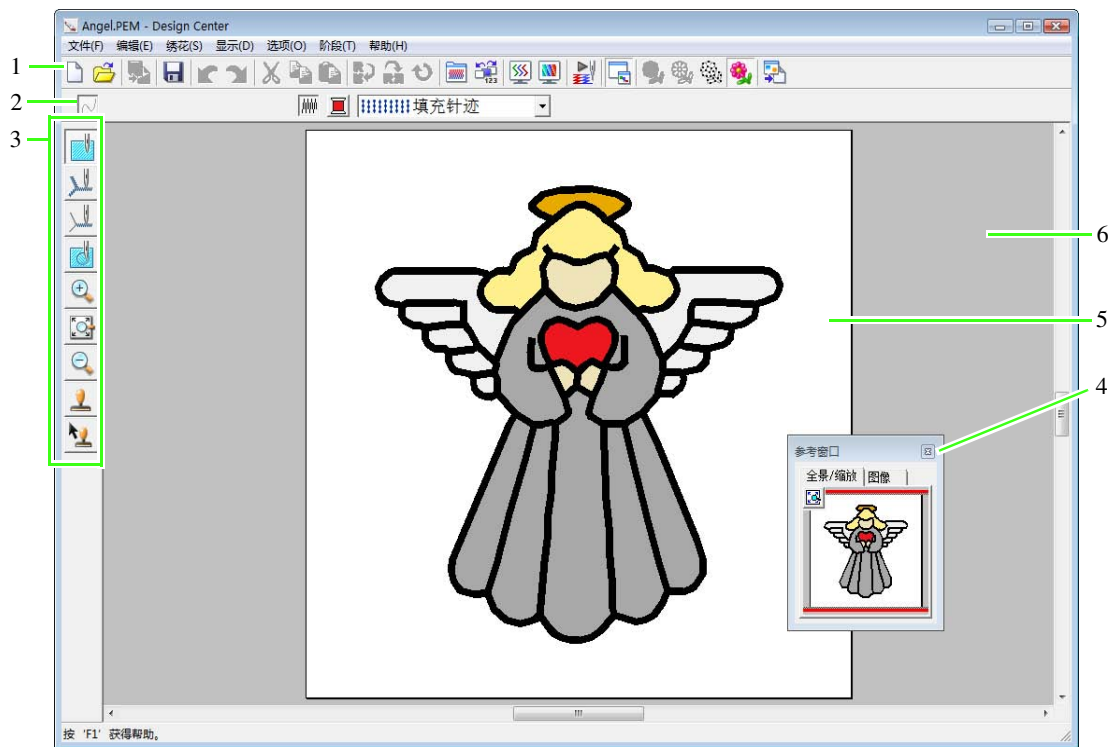 Angel.PEM - Design Center
文件(F) 编辑(E) 绣花(S) 显示(D) 选项(O) 阶段(T) 帮助(H)
1
123
2
填充针迹
3
6
5
4
参考窗口
全景/缩放 图像
按 'F1' 获得帮助。